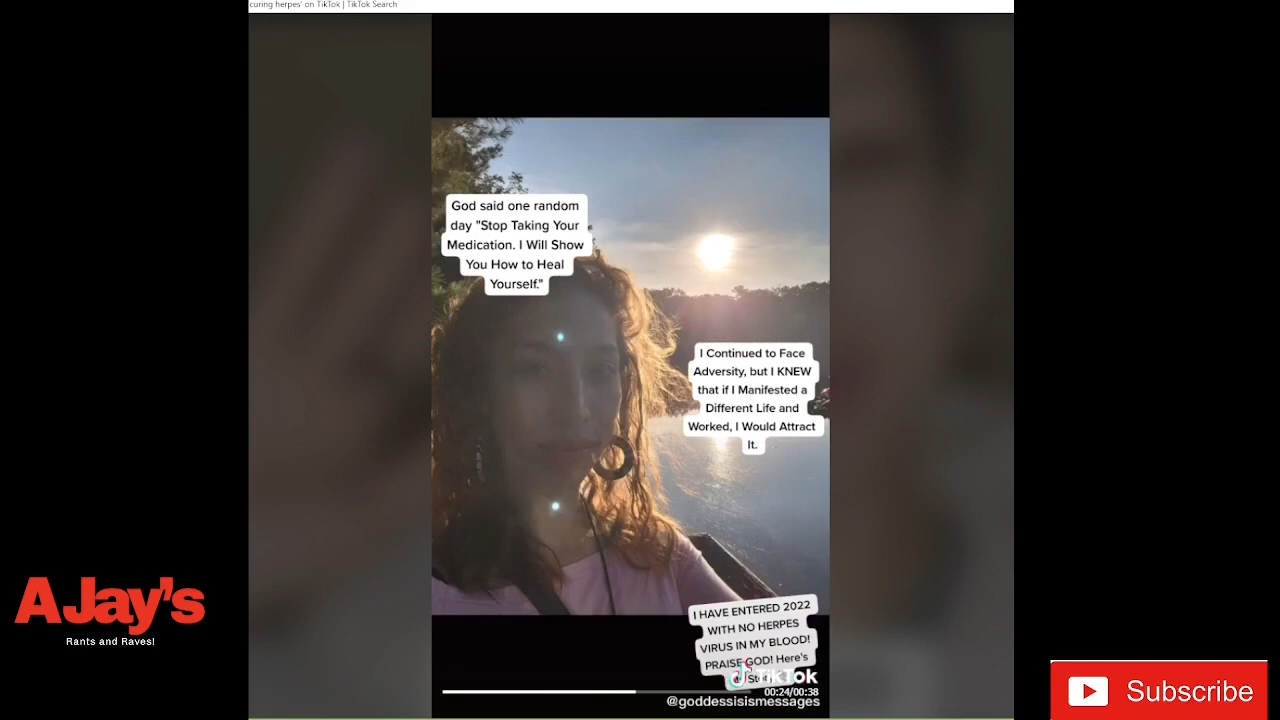 curing herpes' on TikTok | TikTok Search
God said one random
day "Stop Taking Your
Medication. I Will Show
You How to Heal
Yourself."
I Continued to Face
Adversity, but I KNEW
that if I Manifested a
Different Life and
Worked, I Would Attract
It.
I HAVE ENTERED 2022
WITH NO HERPES
VIRUS IN MY BLOOD!
PRAISE GOD! Here's
TikTok
00:24/00:38
@goddessisismessages
AJay's
Rants and Raves!
Subscribe